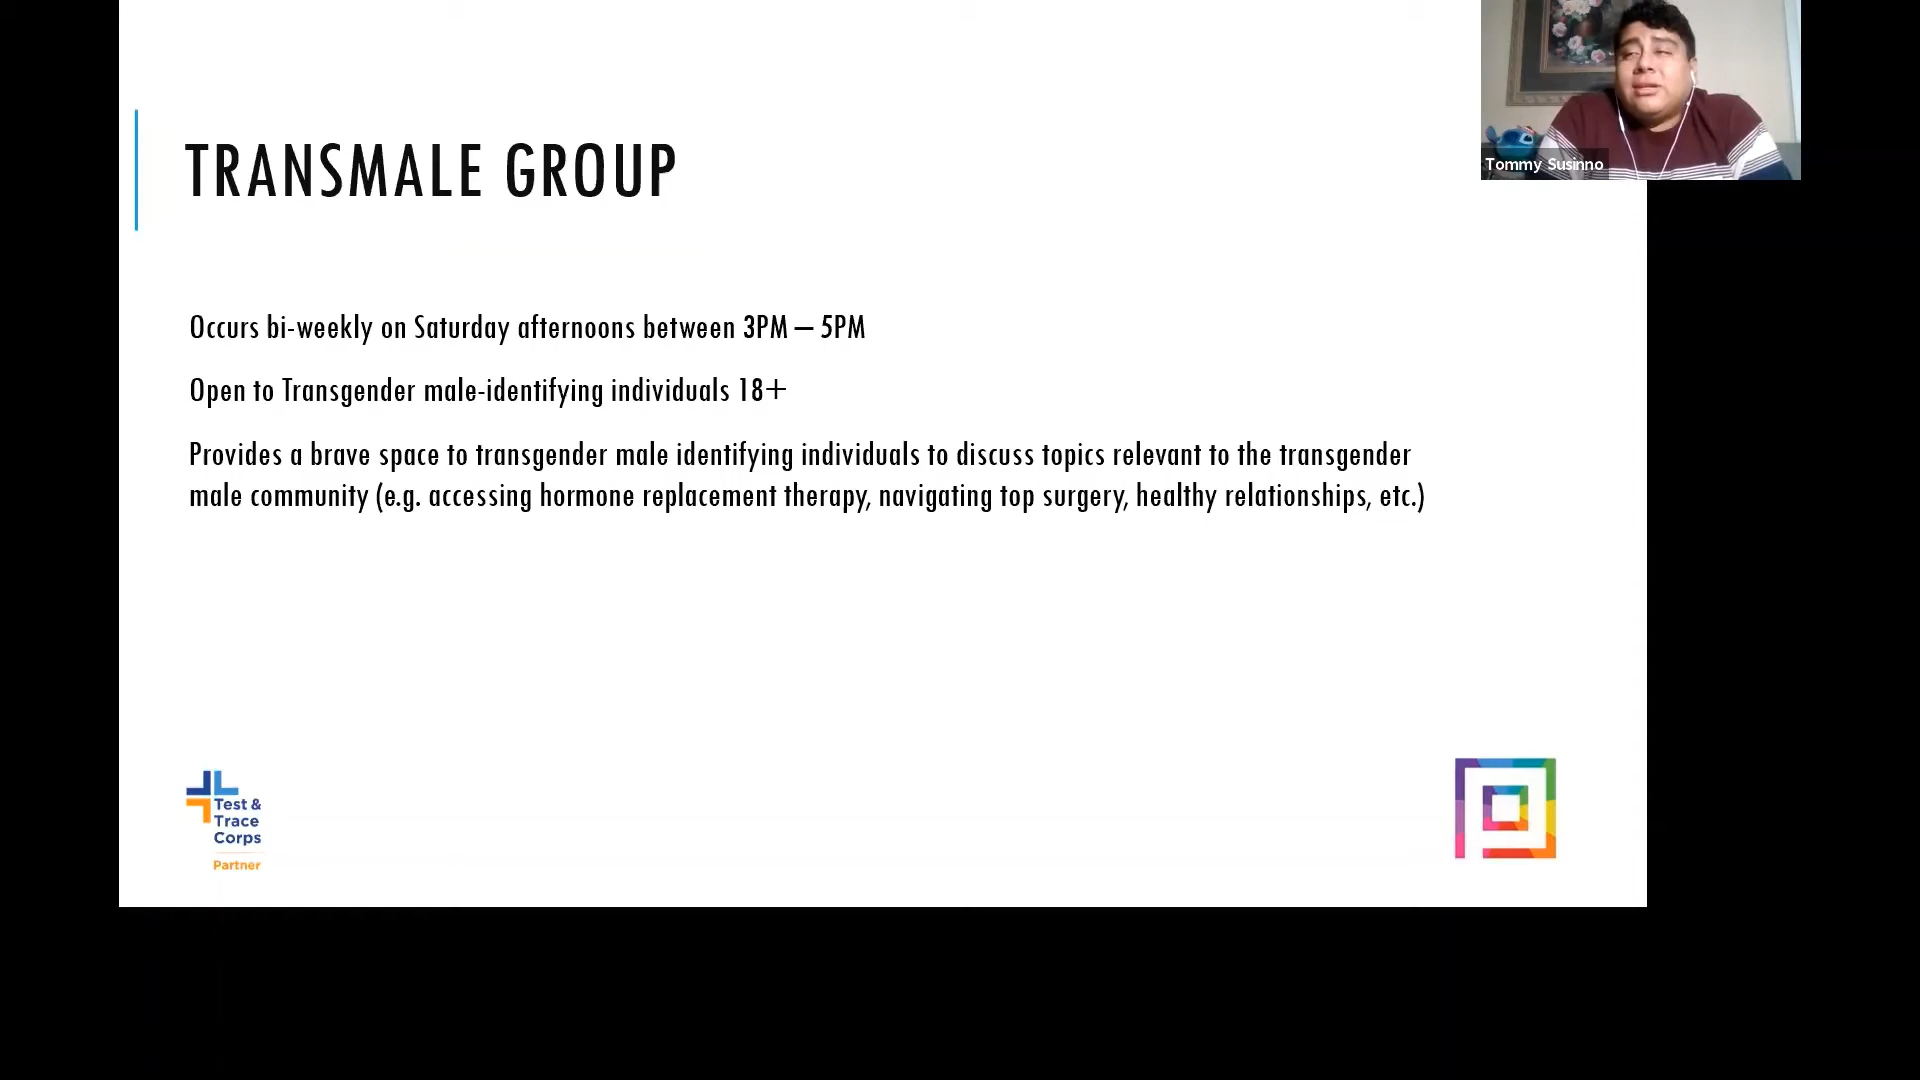 TRANSMALE GROUP
Occurs bi-weekly on Saturday afternoons between 3PM – 5PM
Open to Transgender male-identifying individuals 18+
Provides a brave space to transgender male identifying individuals to discuss topics relevant to the transgender
male community (e.g. accessing hormone replacement therapy, navigating top surgery, healthy relationships, etc.)
Tommy Susinno
Test &
Trace
Corps
Partner